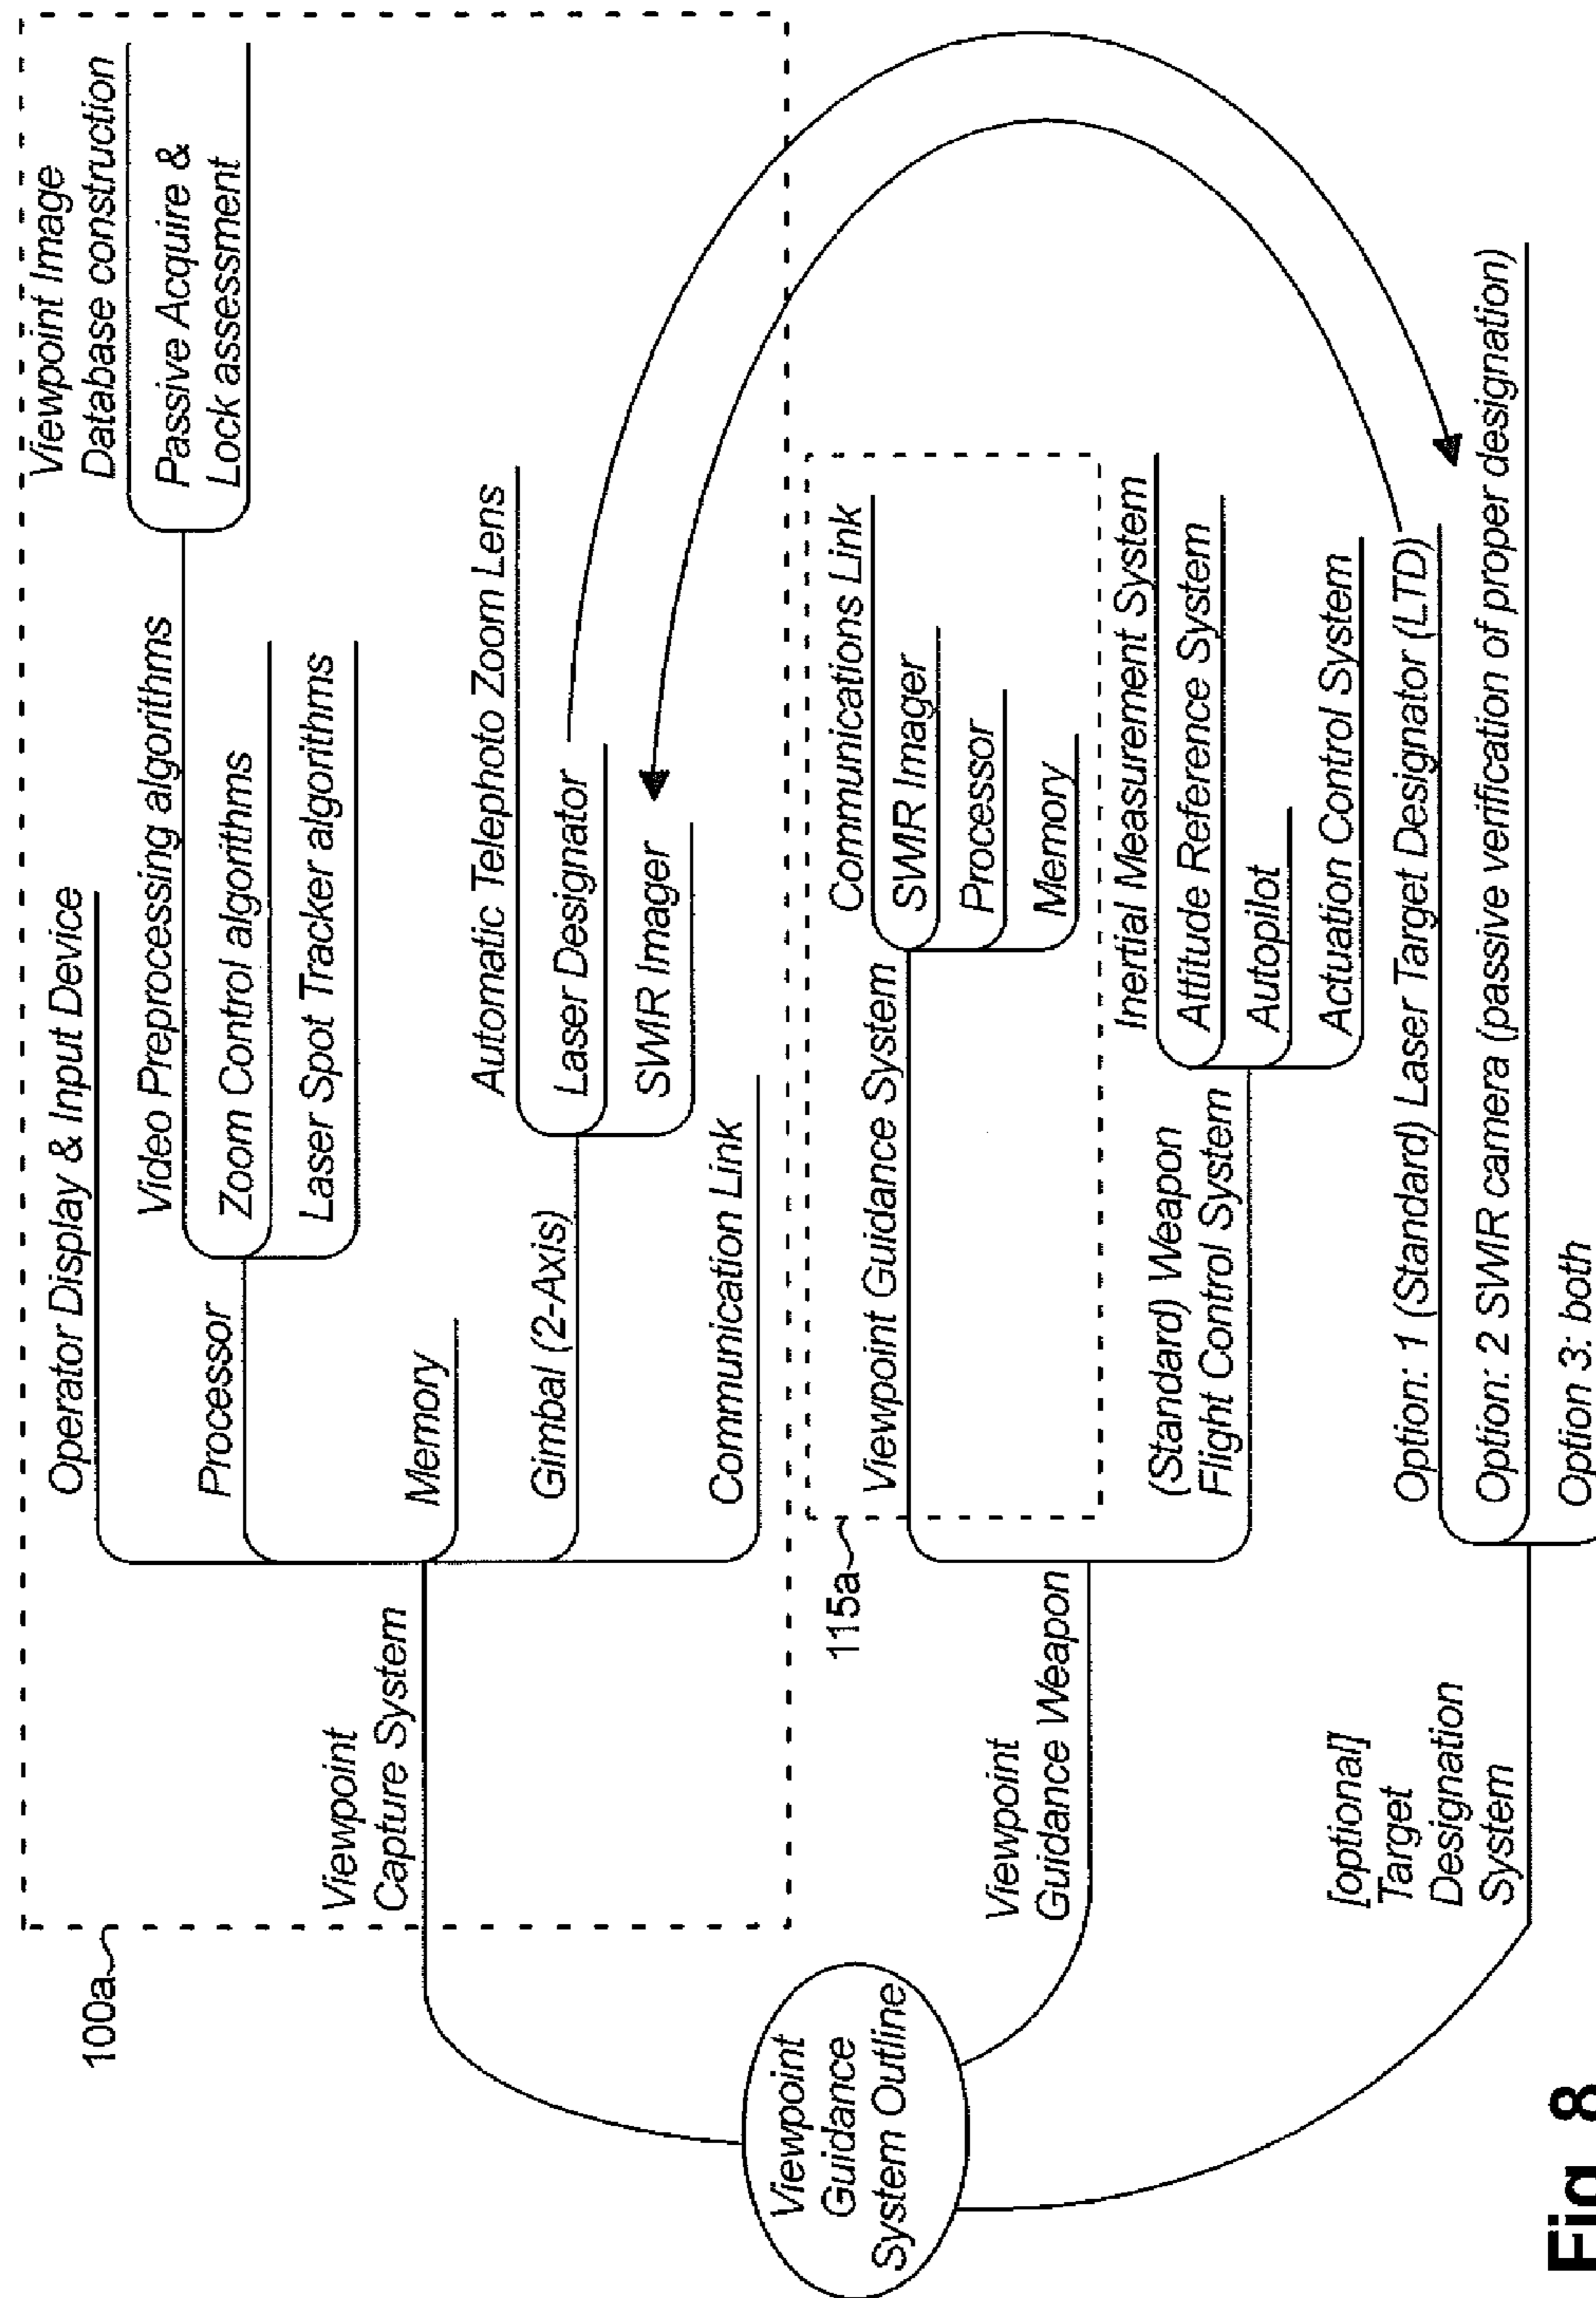 100a
Viewpoint
Guidance
System Outline
Viewpoint
Capture System
Operator Display & Input Device
Processor
Video Preprocessing algorithms
Viewpoint Image
Database construction
Passive Acquire &
Lock assessment
Zoom Control algorithms
Laser Spot Tracker algorithms
Memory
Gimbal (2-Axis)
Automatic Telephoto Zoom Lens
Laser Designator
SWIR Imager
Communication Link
115a
Viewpoint
Guidance Weapon
Viewpoint Guidance System
Communications Link
SWIR Imager
Processor
Memory
(Standard) Weapon
Flight Control System
Inertial Measurement System
Attitude Reference System
Autopilot
Actuation Control System
[optional]
Target
Designation
System
Option: 1 (Standard) Laser Target Designator (LTD)
Option: 2 SWIR camera (passive verification of proper designation)
Option 3: both
Fig. 8